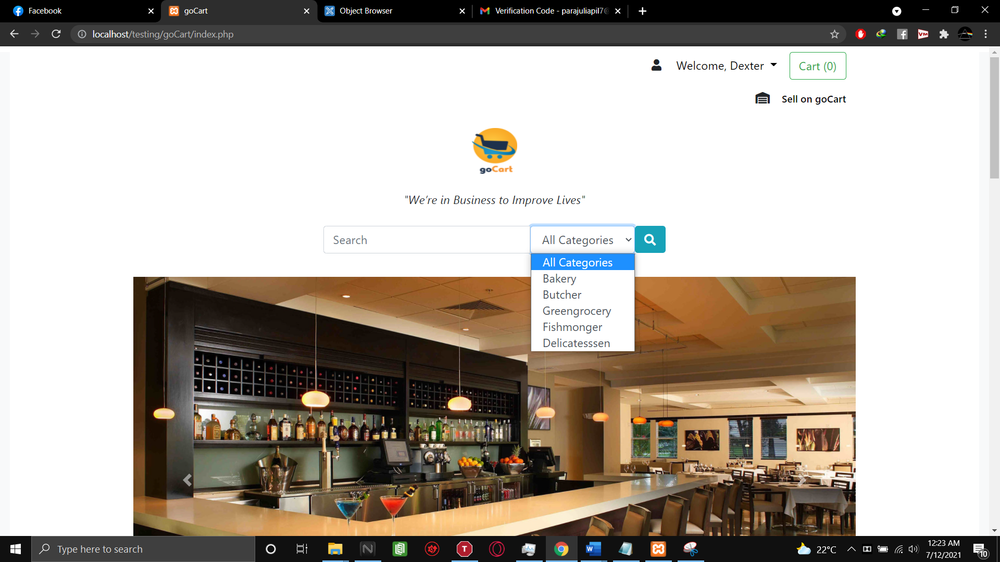 Facebook
goCart
Object Browser
Verification Code - parajuliapil7@
localhost/testing/goCart/index.php
VM
Welcome, Dexter
Cart (0)
Sell on goCart
goCart
"We're in Business to Improve Lives"
Search
All Categories
All Categories
Bakery
Butcher
Greengrocery
Fishmonger
Delicatesssen
Type here to search
22°C
12:23 AM
7/12/2021
10